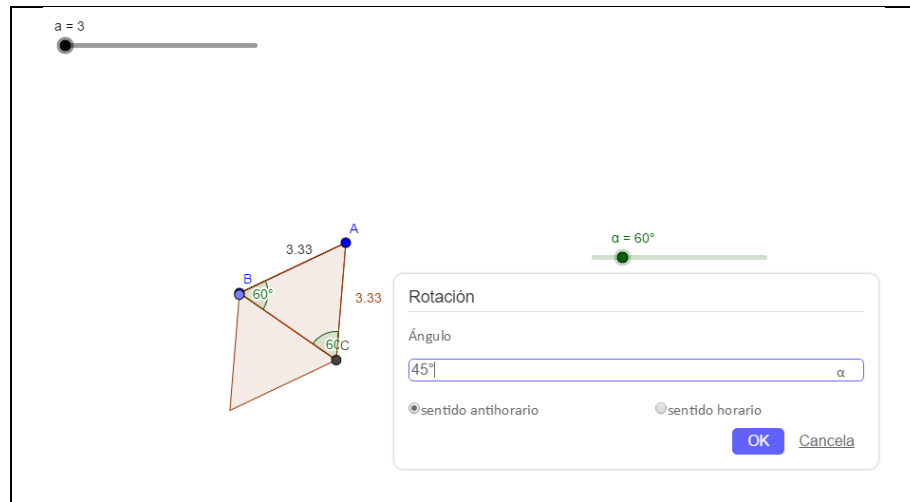 a = 3
A
3.33
α = 60°
B
60°
3.33
Rotación
Ángulo
60 C
45°
α
sentido antihorario
sentido horario
OK
Cancela